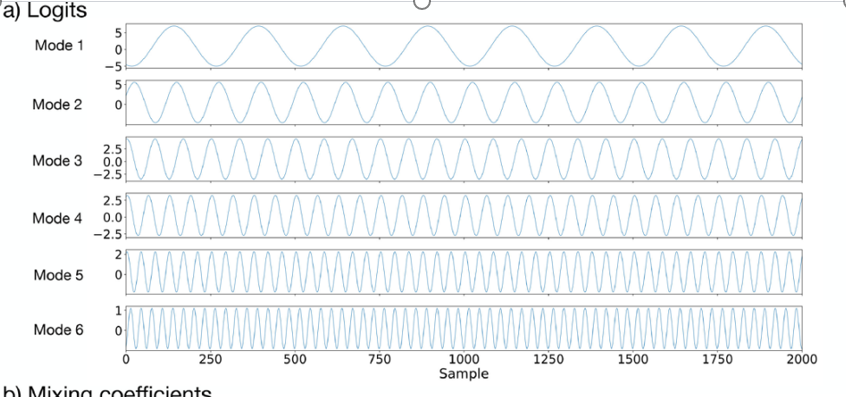 a) Logits
Mode 1
5
0
−5
Mode 2
5
0
Mode 3
2.5
0.0
−2.5
Mode 4
2.5
0.0
−2.5
Mode 5
2
0
Mode 6
1
0
0 250 500 750 1000 1250 1500 1750 2000
Sample
b) Mixing coefficients